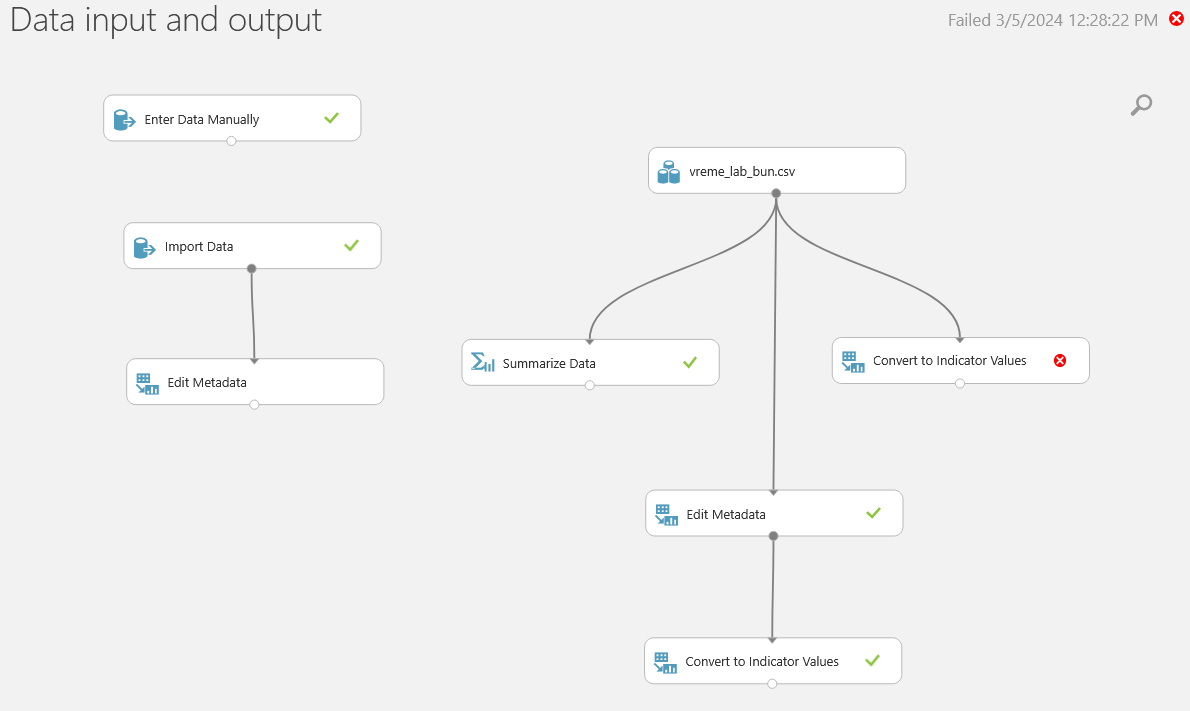 Data input and output
Failed 3/5/2024 12:28:22 PM
Enter Data Manually
vreme_lab_bun.csv
Import Data
Summarize Data
Convert to Indicator Values
Edit Metadata
Edit Metadata
Convert to Indicator Values